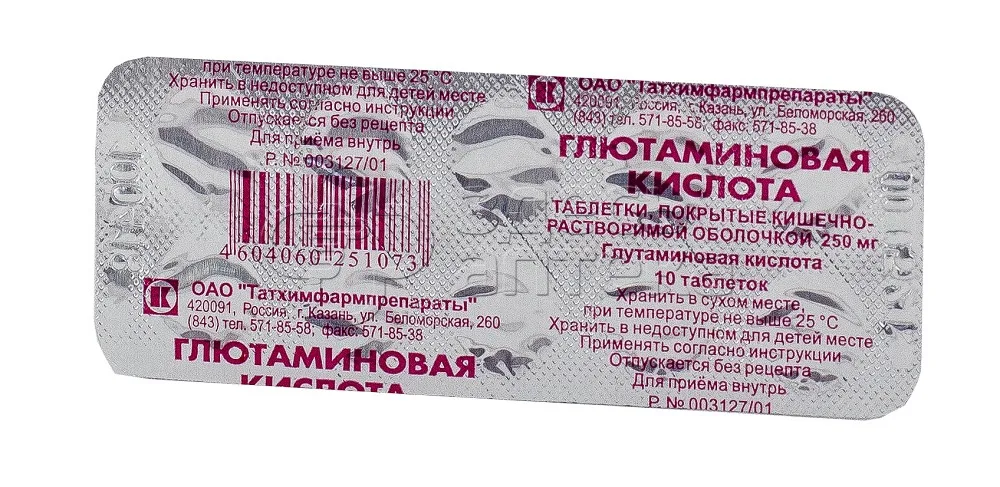 при температуре не выше 25 °С
Хранить в недоступном для детей месте
Применять согласно инструкции
Отпускается без рецепта
Для приёма внутрь
Р. № 003127/01
4 604060 251073
ОАО "Татхимфармпрепараты"
420091, Россия, г. Казань, ул. Беломорская, 260
(843) тел. 571-85-58, факс: 571-85-38
ГЛЮТАМИНОВАЯ
КИСЛОТА
ОАО "Татхимфармпрепараты"
420091, Россия, г. Казань, ул. Беломорская, 260
(843) тел. 571-85-58, факс: 571-85-38
ГЛЮТАМИНОВАЯ
КИСЛОТА
ТАБЛЕТКИ, ПОКРЫТЫЕ КИШЕЧНО-
РАСТВОРИМОЙ ОБОЛОЧКОЙ, 250 мг
Глутаминовая кислота
10 таблеток
Хранить в сухом месте
при температуре не выше 25 °С
Хранить в недоступном для детей месте
Применять согласно инструкции
Отпускается без рецепта
Для приёма внутрь
Р. № 003127/01